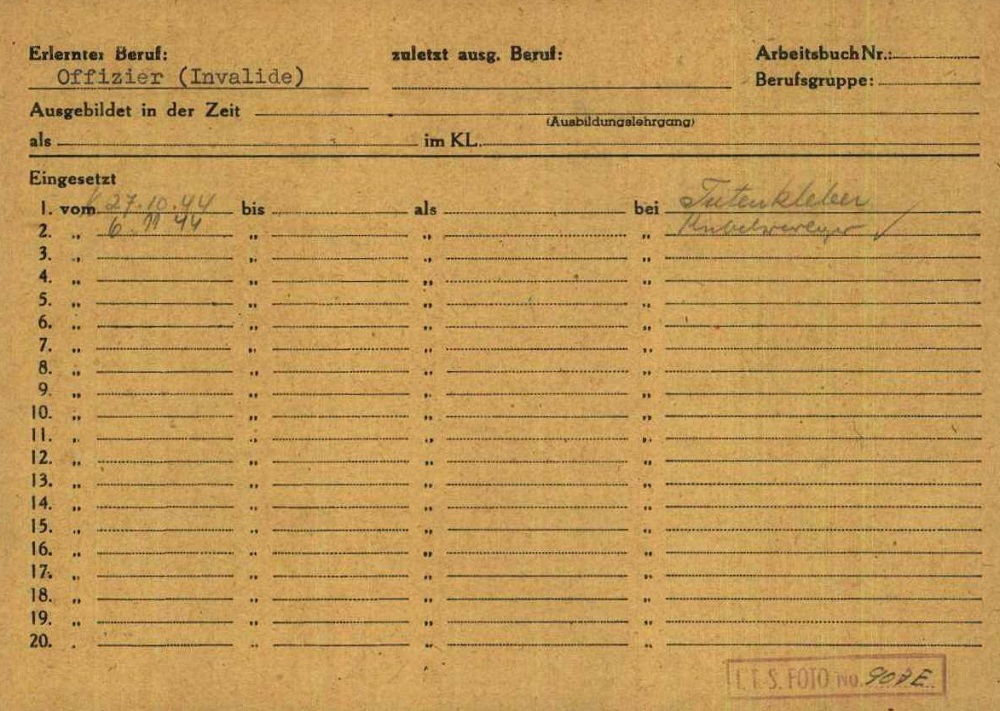 Erlernter Beruf: zuletzt ausg. Beruf: Arbeitsbuch Nr.:
Offizier (Invalide) Berufsgruppe:
Ausgebildet in der Zeit
(Ausbildungslehrgang)
als im KL.
Eingesetzt
1. vom 27.10.44 bis als bei Tutenkleber
2. „ 6 11 44 „ „ „
3. „ „ „ „
4. „ „ „ „
5. „ „ „ „
6. „ „ „ „
7. „ „ „ „
8. „ „ „ „
9. „ „ „ „
10. „ „ „ „
11. „ „ „ „
12. „ „ „ „
13. „ „ „ „
14. „ „ „ „
15. „ „ „ „
16. „ „ „ „
17. „ „ „ „
18. „ „ „ „
19. „ „ „ „
20. „ „ „ „
I.T.S. FOTO No.